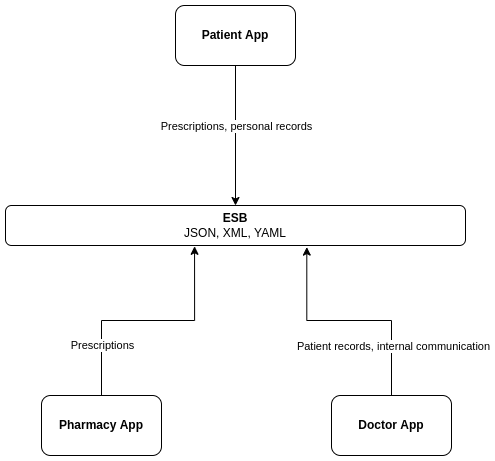 Patient App
Prescriptions, personal records
ESB
JSON, XML, YAML
Prescriptions
Patient records, internal communication
Pharmacy App
Doctor App